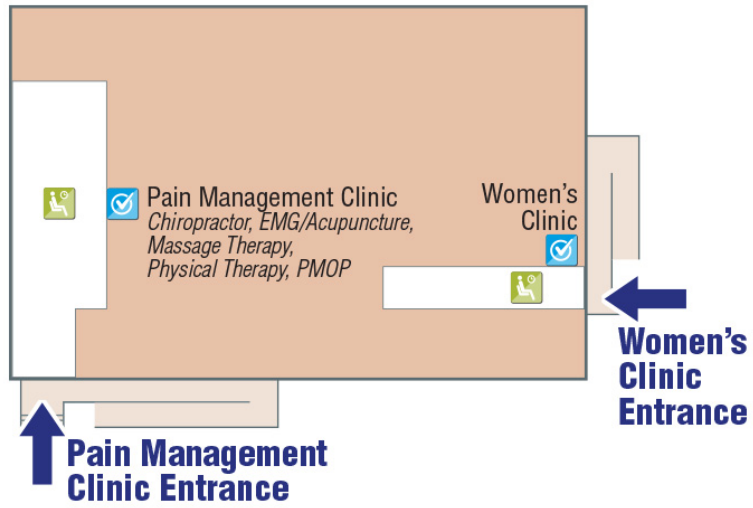 Pain Management Clinic
Chiropractor, EMG/Acupuncture,
Massage Therapy,
Physical Therapy, PMOP
Women's
Clinic
Women's
Clinic
Entrance
Pain Management
Clinic Entrance